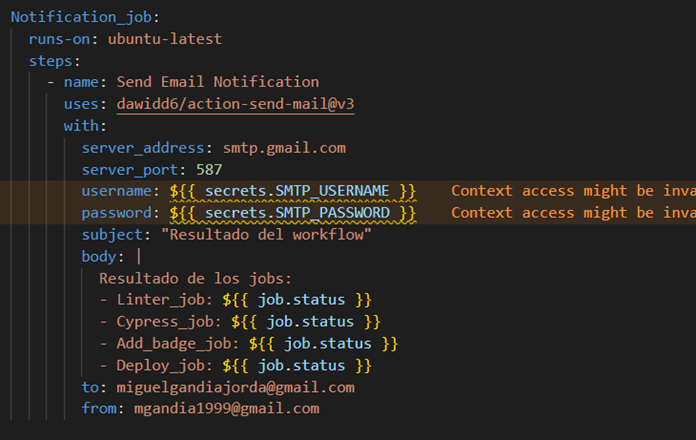 Notification_job:
runs-on: ubuntu-latest
steps:
- name: Send Email Notification
uses: dawidd6/action-send-mail@v3
with:
server_address: smtp.gmail.com
server_port: 587
username: ${{ secrets.SMTP_USERNAME }} Context access might be inva
password: ${{ secrets.SMTP_PASSWORD }} Context access might be inva
subject: "Resultado del workflow"
body: |
Resultado de los jobs:
- Linter_job: ${{ job.status }}
- Cypress_job: ${{ job.status }}
- Add_badge_job: ${{ job.status }}
- Deploy_job: ${{ job.status }}
to: miguelgandiajorda@gmail.com
from: mgandia1999@gmail.com